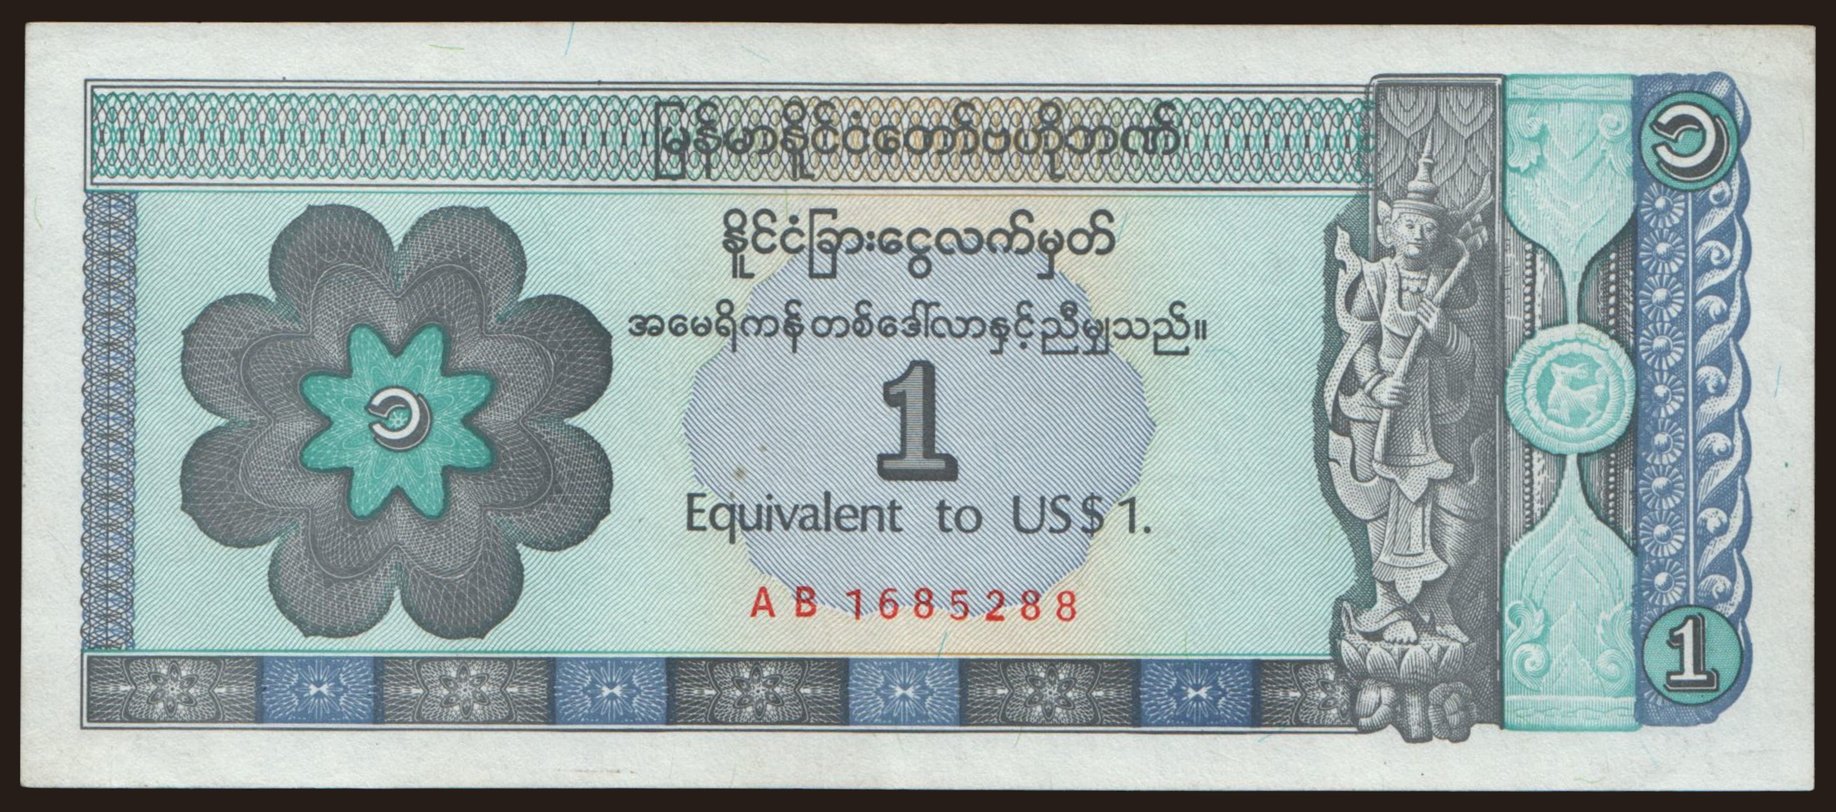 မြန်မာနိုင်ငံတော်ဗဟိုဘဏ်
၁
နိုင်ငံခြားငွေလက်မှတ်
အမေရိကန်တစ်ဒေါ်လာနှင့်ညီမျှသည်။
၁
1
Equivalent to US$ 1.
AB 1685288
1